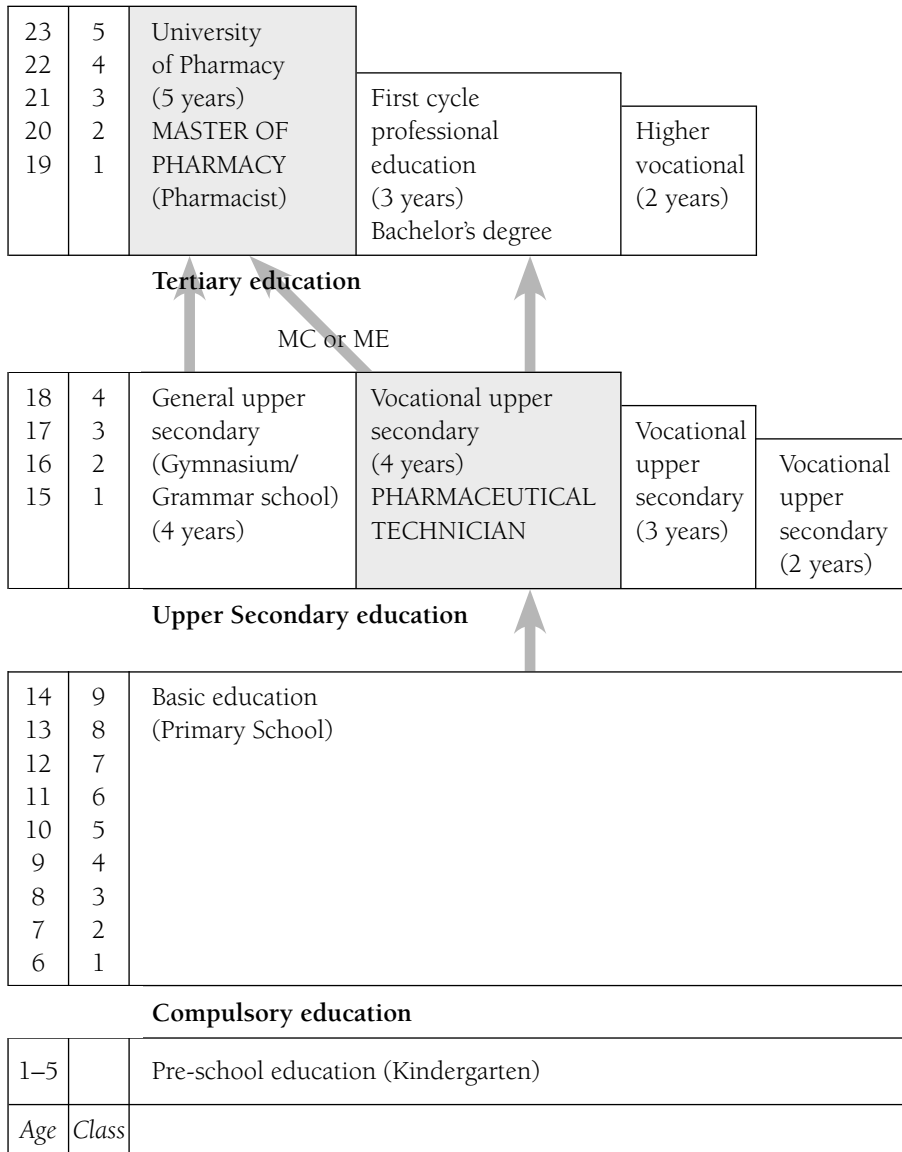 23 5 University
22 4 of Pharmacy
21 3 (5 years) First cycle
20 2 MASTER OF professional Higher
19 1 PHARMACY education vocational
(Pharmacist) (3 years) (2 years)
Bachelor's degree
Tertiary education
MC or ME
18 4 General upper Vocational upper
17 3 secondary secondary Vocational
16 2 (Gymnasium/ (4 years) upper Vocational
15 1 Grammar school) PHARMACEUTICAL secondary upper
(4 years) TECHNICIAN (3 years) secondary
(2 years)
Upper Secondary education
14 9 Basic education
13 8 (Primary School)
12 7
11 6
10 5
9 4
8 3
7 2
6 1
Compulsory education
1–5 Pre-school education (Kindergarten)
Age Class